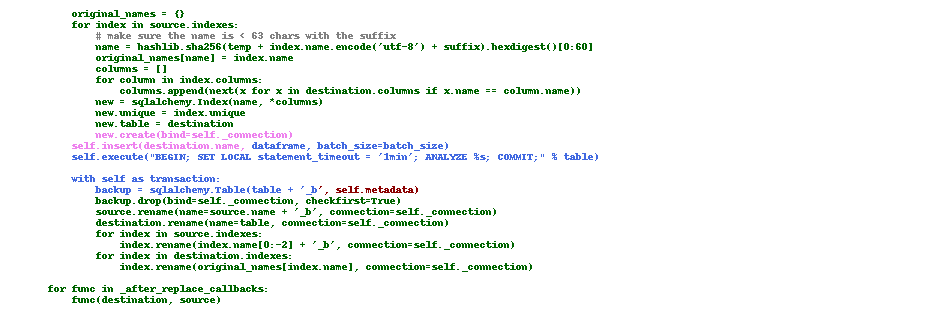 original_names = {}
for index in source.indexes:
# make sure the name is < 63 chars with the suffix
name = hashlib.sha256(temp + index.name.encode('utf-8') + suffix).hexdigest()[0:60]
original_names[name] = index.name
columns = []
for column in index.columns:
columns.append(next(x for x in destination.columns if x.name == column.name))
new = sqlalchemy.Index(name, *columns)
new.unique = index.unique
new.table = destination
new.create(bind=self._connection)
self.insert(destination.name, dataframe, batch_size=batch_size)
self.execute("BEGIN; SET LOCAL statement_timeout = '1min'; ANALYZE %s; COMMIT;" % table)
with self as transaction:
backup = sqlalchemy.Table(table + '_b', self.metadata)
backup.drop(bind=self._connection, checkfirst=True)
source.rename(name=source.name + '_b', connection=self._connection)
destination.rename(name=table, connection=self._connection)
for index in source.indexes:
index.rename(index.name[0:-2] + '_b', connection=self._connection)
for index in destination.indexes:
index.rename(original_names[index.name], connection=self._connection)
for func in _after_replace_callbacks:
func(destination, source)